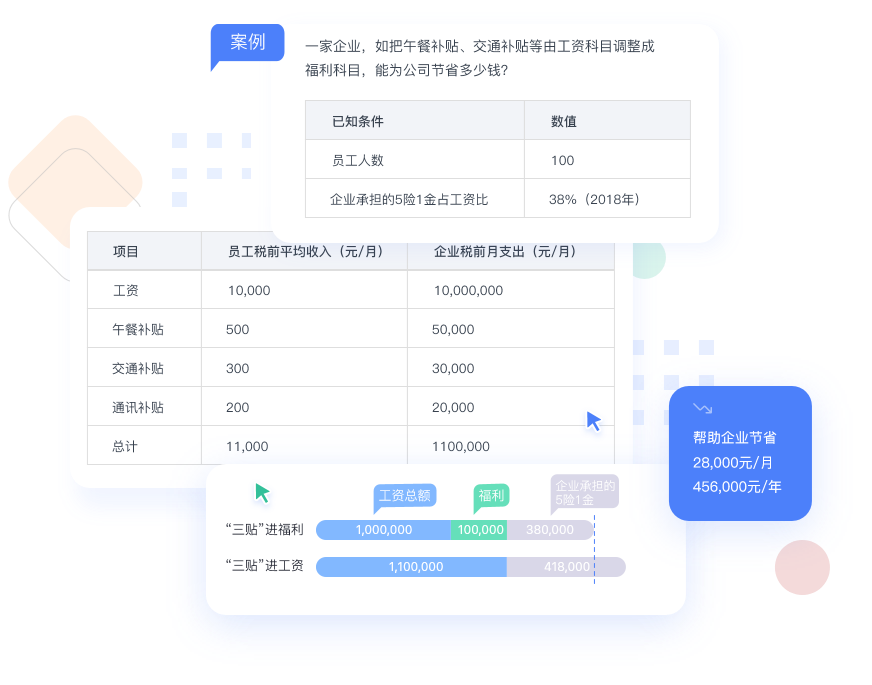 案例
一家企业，如把午餐补贴、交通补贴等由工资科目调整成
福利科目，能为公司节省多少钱?
已知条件 数值
员工人数 100
企业承担的5险1金占工资比 38%（2018年）
项目 员工税前平均收入（元/月） 企业税前月支出（元/月）
工资 10,000 10,000,000
午餐补贴 500 50,000
交通补贴 300 30,000
通讯补贴 200 20,000
总计 11,000 1100,000
帮助企业节省
28,000元/月
456,000元/年
工资总额 福利 企业承担的
5险1金
“三贴”进福利 1,000,000 100,000 380,000
“三贴”进工资 1,100,000 418,000